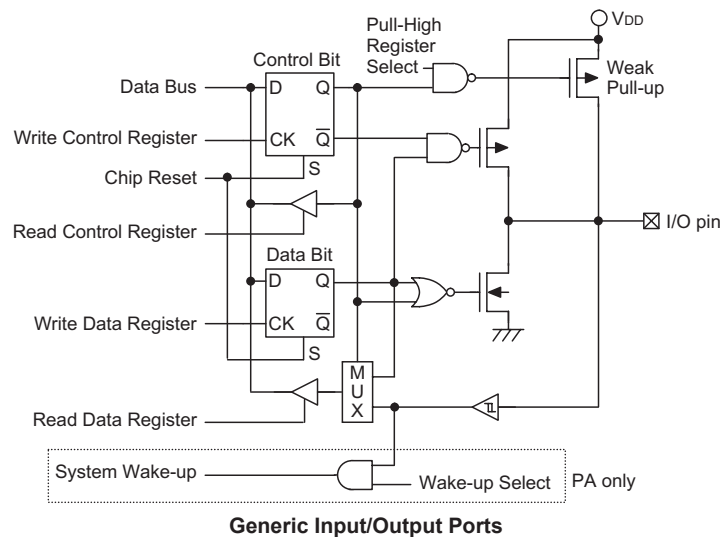 VDD
Pull-High
Register
Select
Control Bit
Weak
Pull-up
Data Bus
D
Q
Write Control Register
CK
Q
Chip Reset
S
I/O pin
Read Control Register
Data Bit
D
Q
Write Data Register
CK
Q
S
M
U
X
Read Data Register
System Wake-up
Wake-up Select
PA only
Generic Input/Output Ports